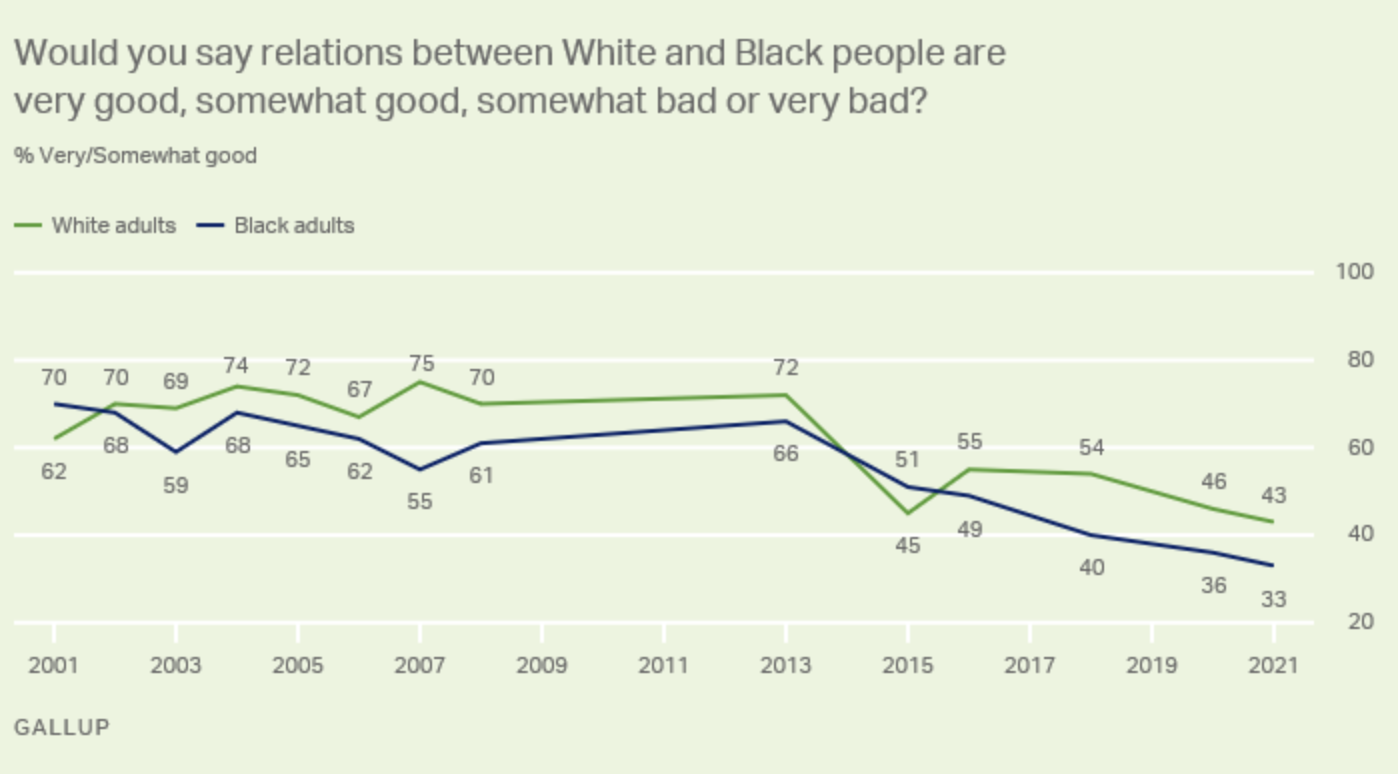 Would you say relations between White and Black people are
very good, somewhat good, somewhat bad or very bad?
% Very/Somewhat good
White adults Black adults
100
80
60
40
20
70 70 69 74 72 67 75 70 72 51 55 54 46 43
62 68 59 68 65 62 55 61 66 45 49 40 36 33
2001 2003 2005 2007 2009 2011 2013 2015 2017 2019 2021
GALLUP